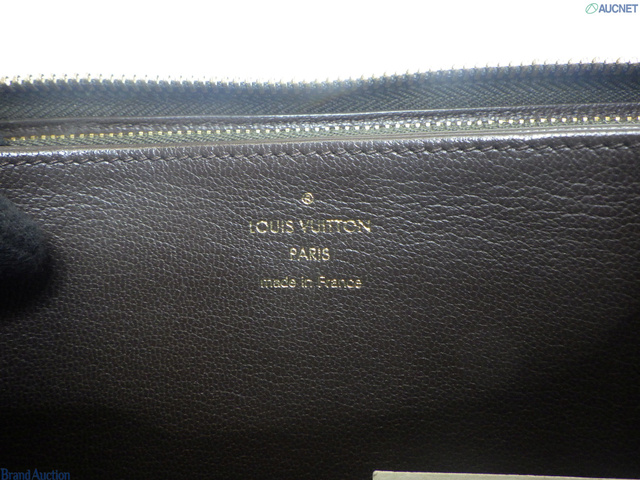 AUCNET
®
LOUIS VUITTON
PARIS
made in France
Brand Auction